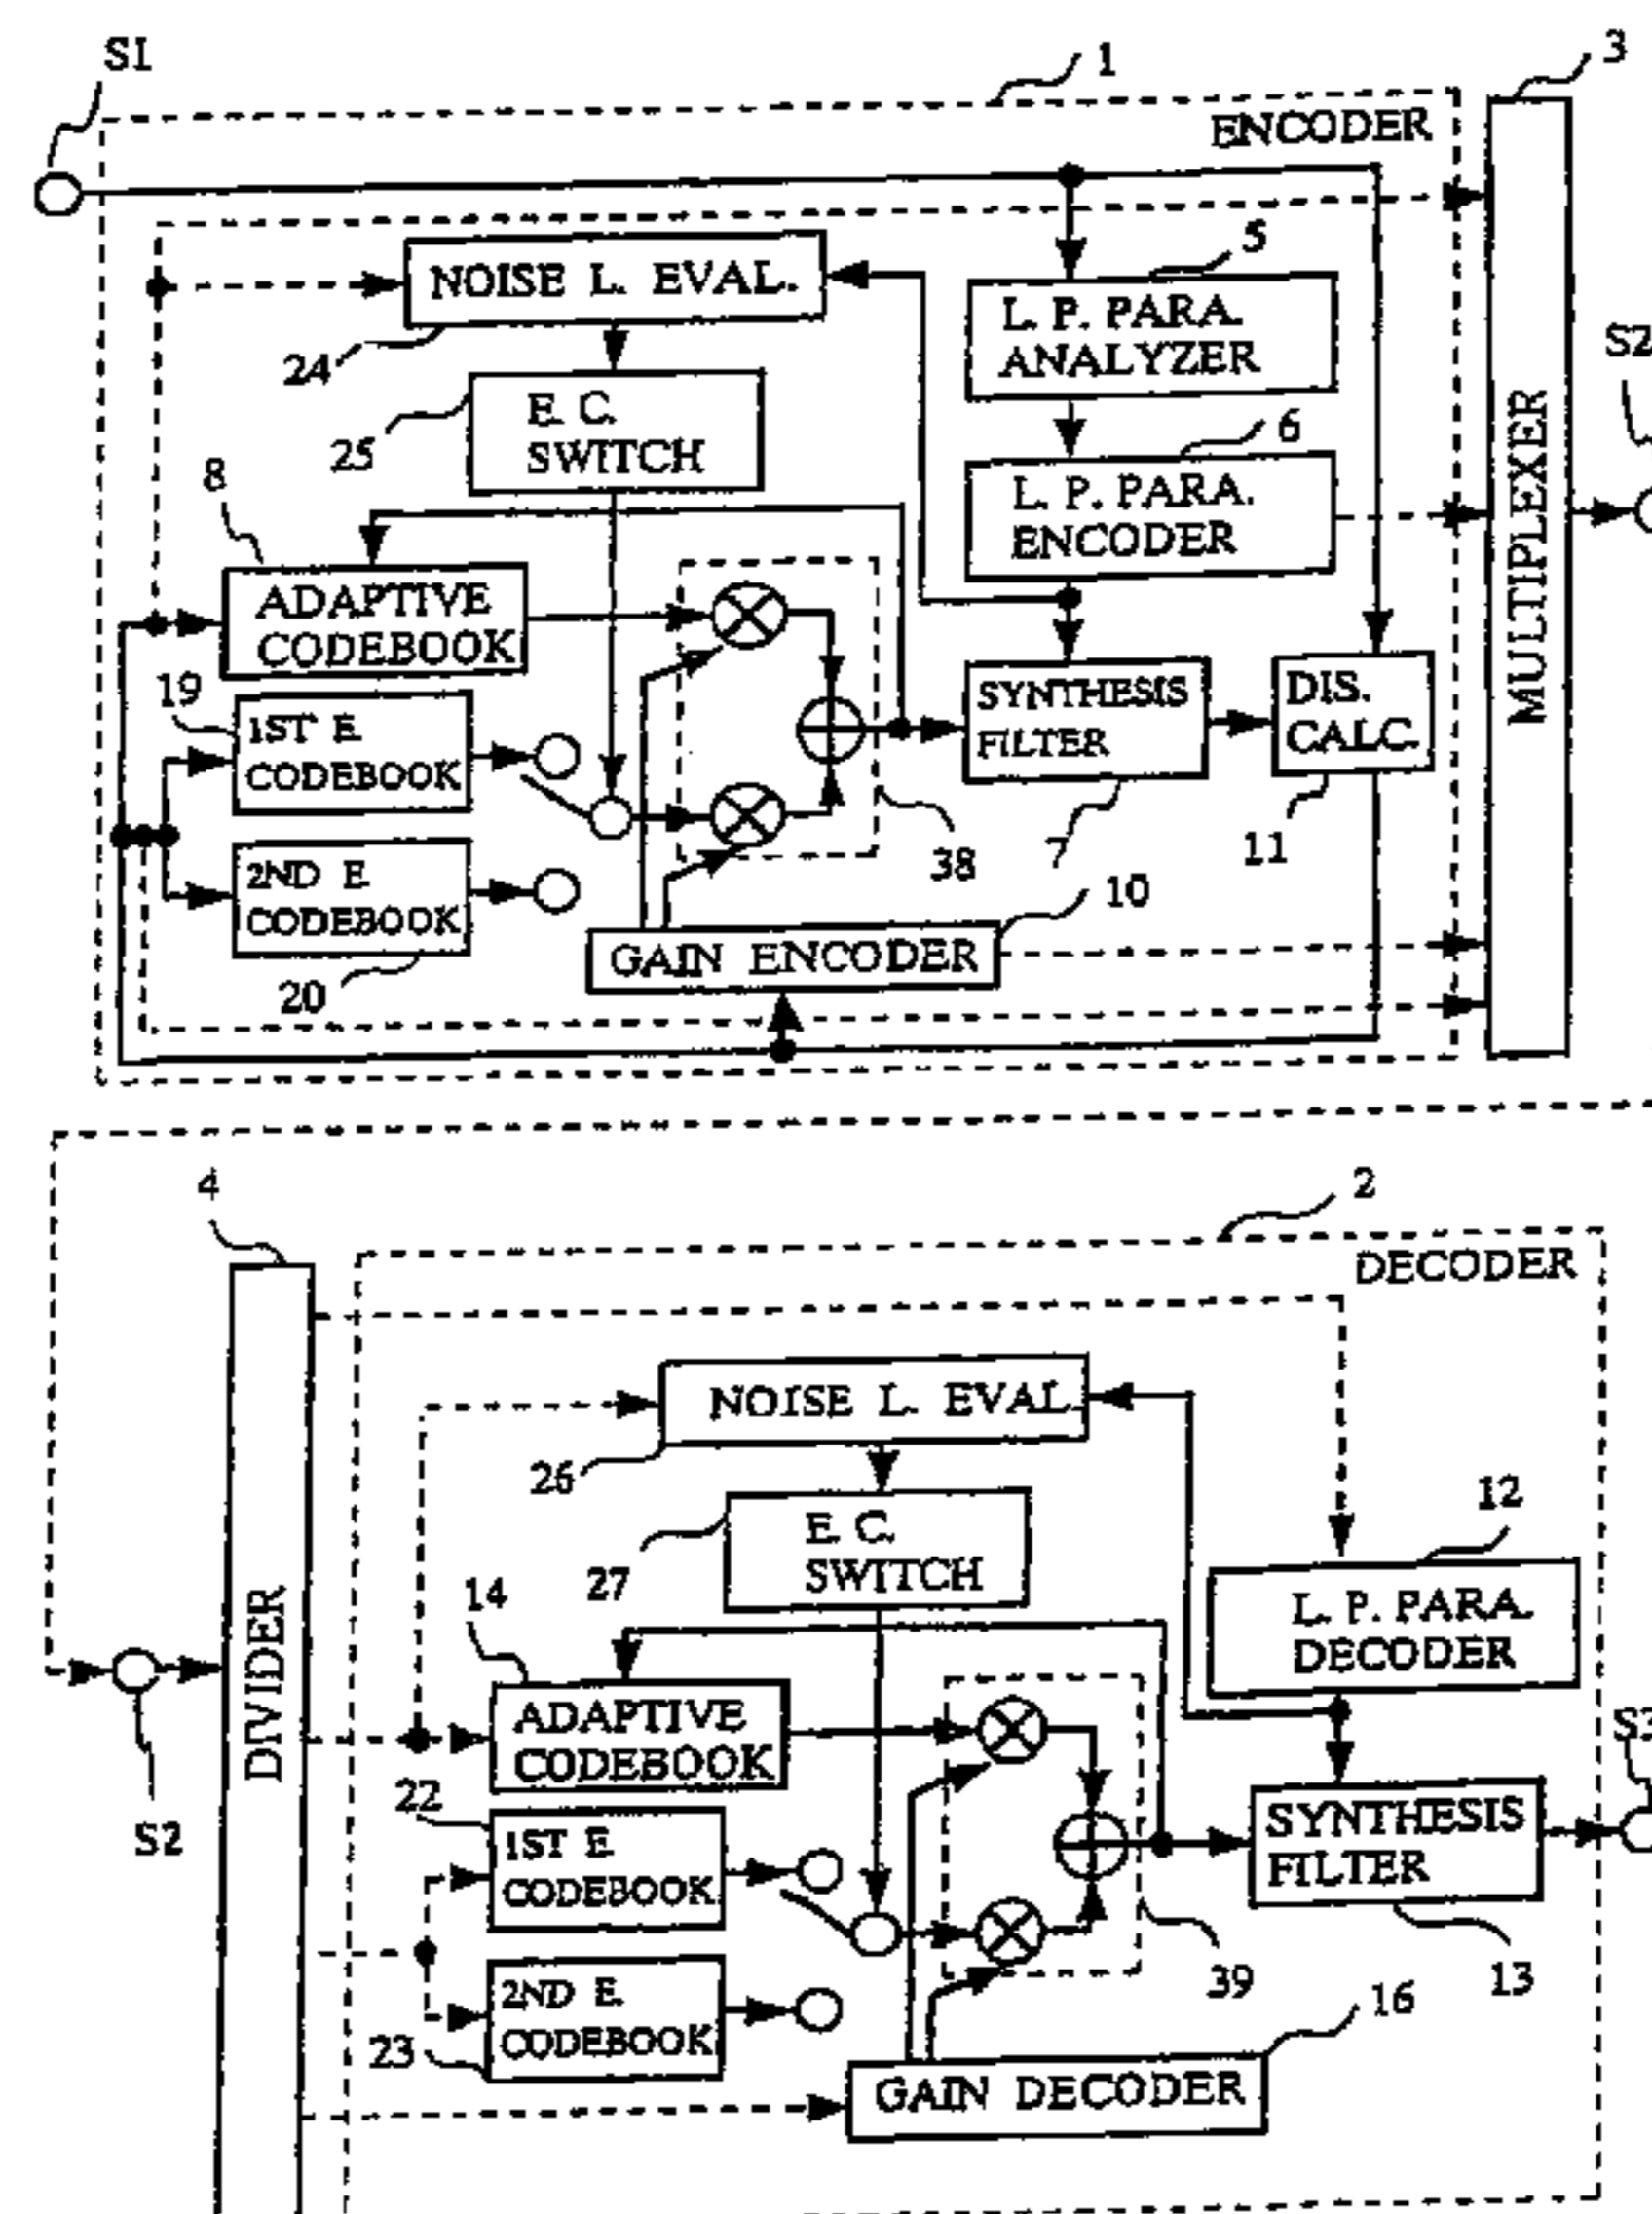 S1
1
3
ENCODER
5
NOISE L. EVAL.
L. P. PARA.
ANALYZER
24
S2
E. C.
SWITCH
25
6
8
L. P. PARA.
ENCODER
MULTIPLEXER
ADAPTIVE
CODEBOOK
19
SYNTHESIS
FILTER
DIS.
CALC.
1ST E.
CODEBOOK
38
7
11
2ND E.
CODEBOOK
10
GAIN ENCODER
20
4
2
DECODER
NOISE L. EVAL.
26
12
E. C.
SWITCH
27
14
L. P. PARA.
DECODER
DIVIDER
ADAPTIVE
CODEBOOK
S3
22
S2
SYNTHESIS
FILTER
1ST E.
CODEBOOK
39
13
2ND E.
CODEBOOK
16
23
GAIN DECODER